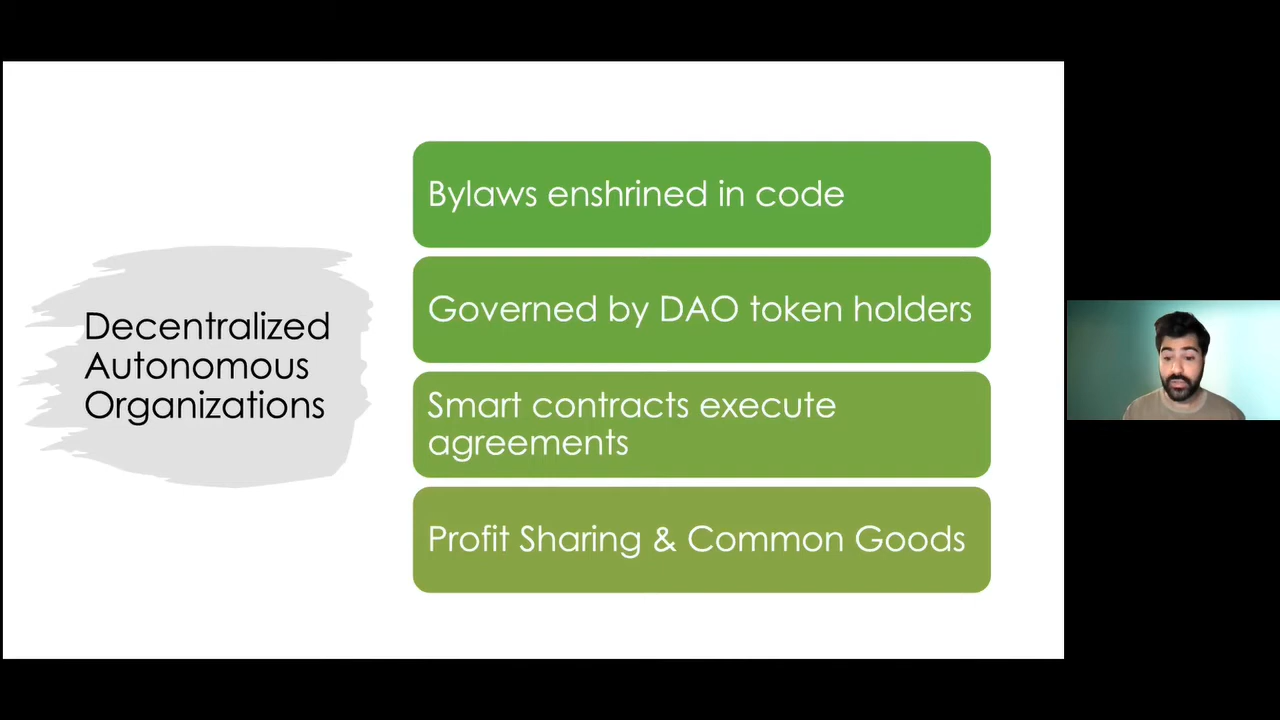 Decentralized
Autonomous
Organizations
Bylaws enshrined in code
Governed by DAO token holders
Smart contracts execute
agreements
Profit Sharing & Common Goods